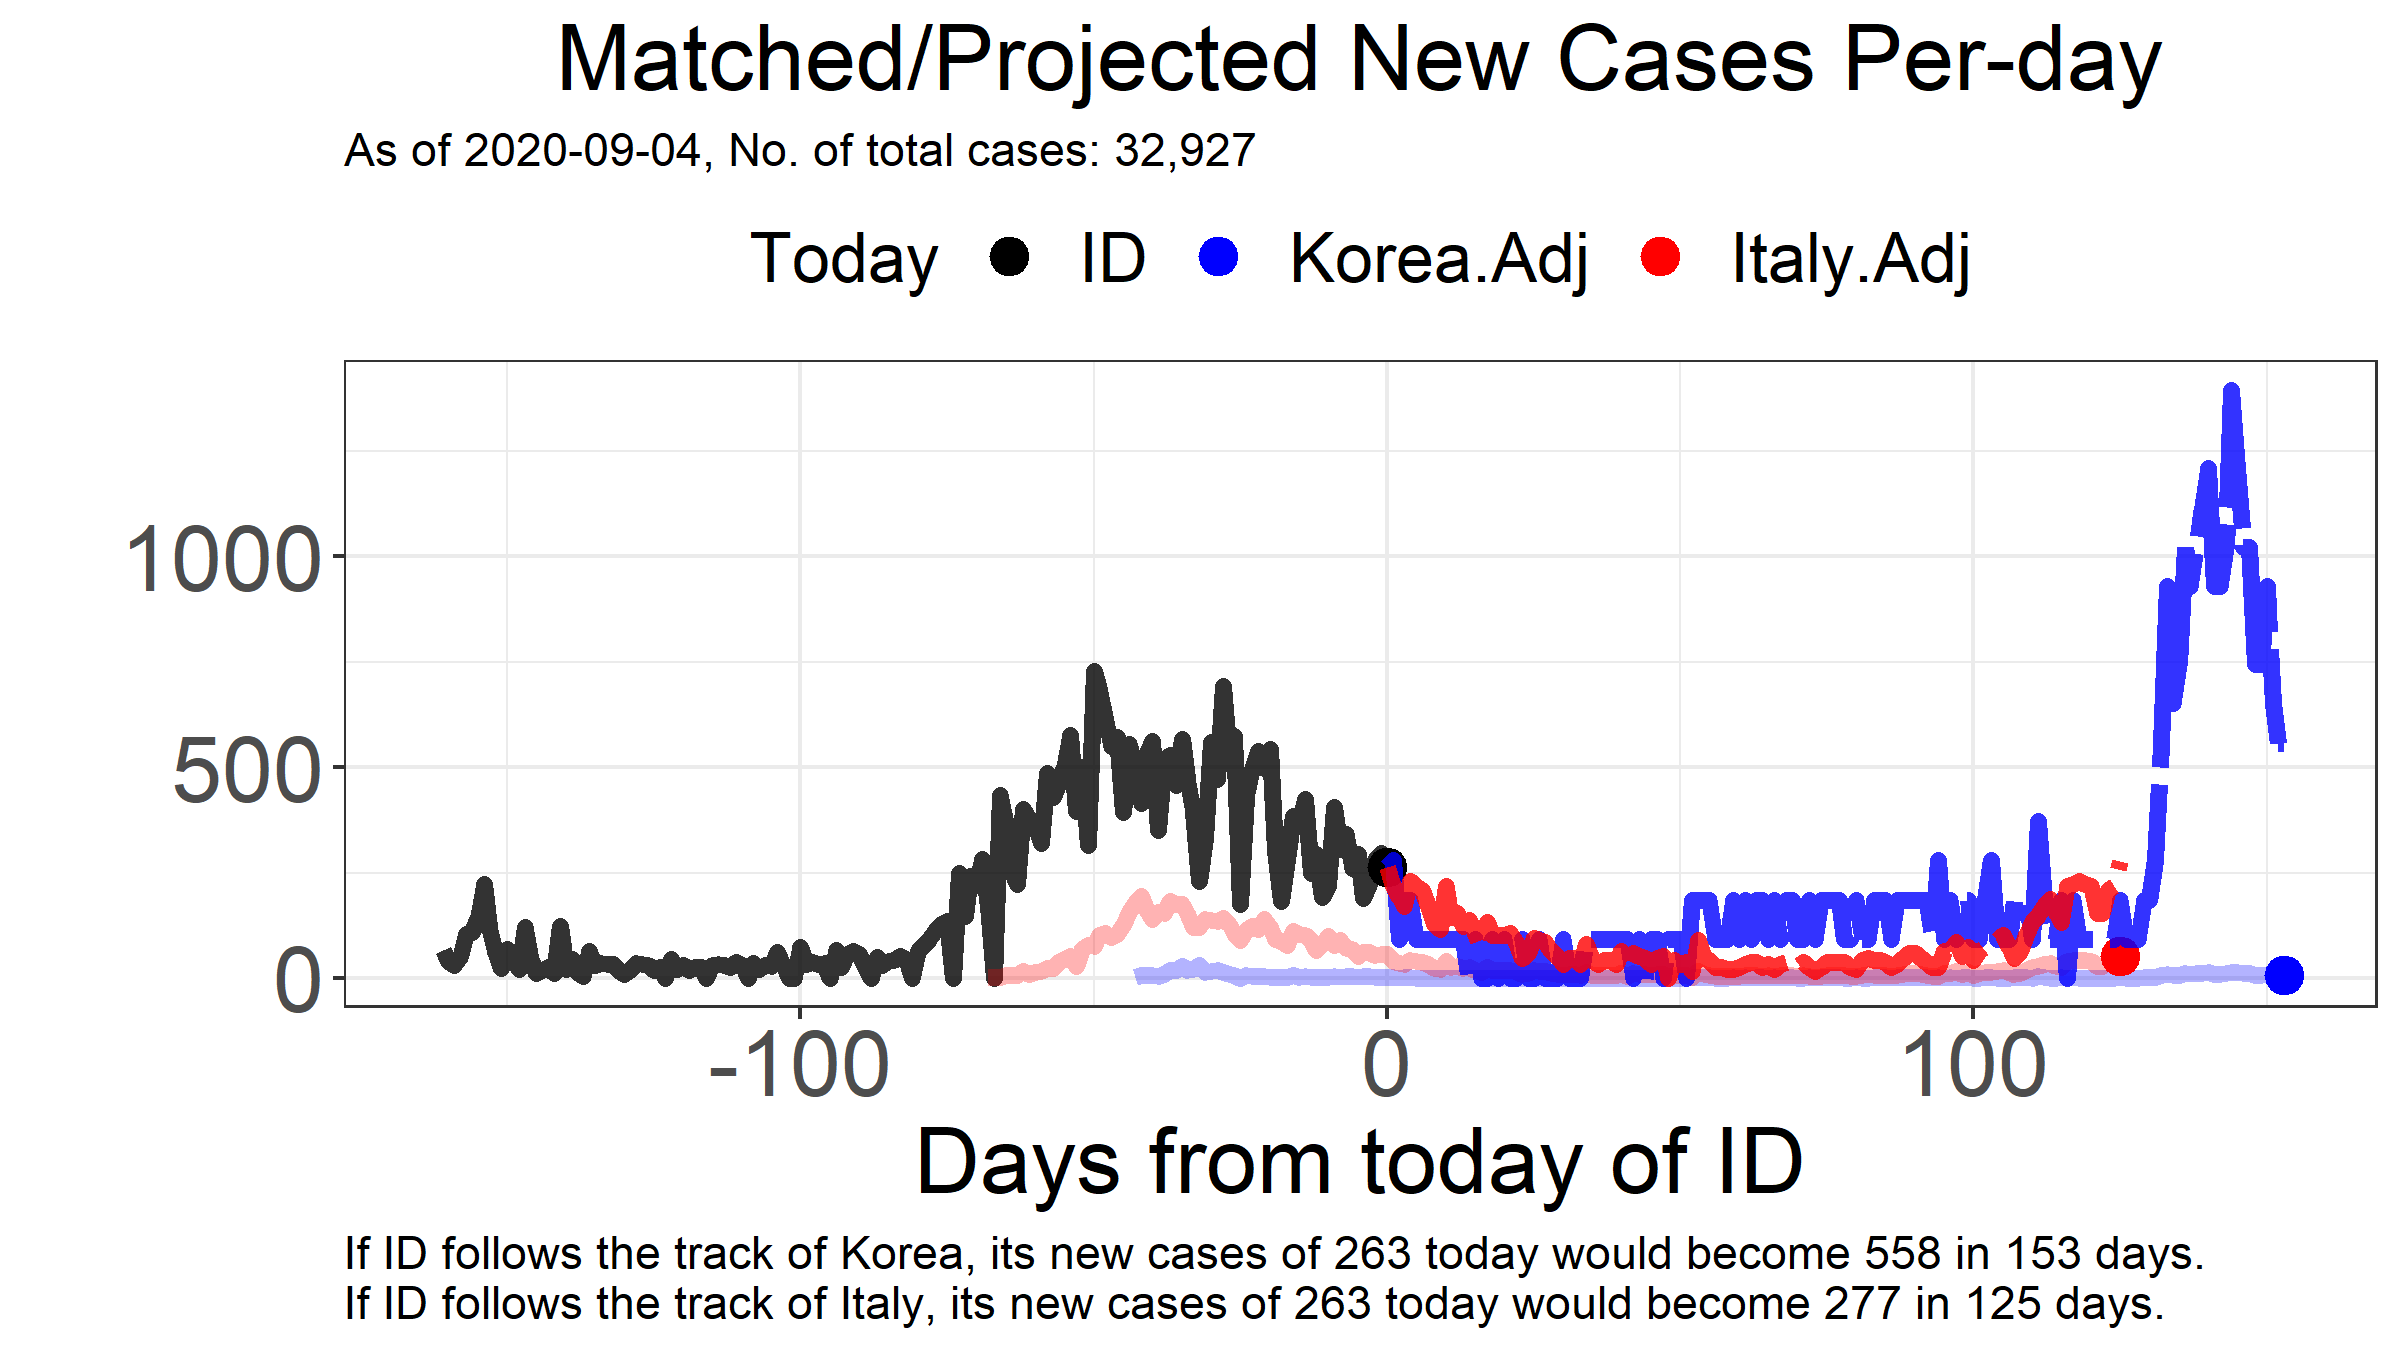 Matched/Projected New Cases Per-day
As of 2020-09-04, No. of total cases: 32,927
Today ID Korea.Adj Italy.Adj
1000
500
0
-100 0 100
Days from today of ID
If ID follows the track of Korea, its new cases of 263 today would become 558 in 153 days.
If ID follows the track of Italy, its new cases of 263 today would become 277 in 125 days.